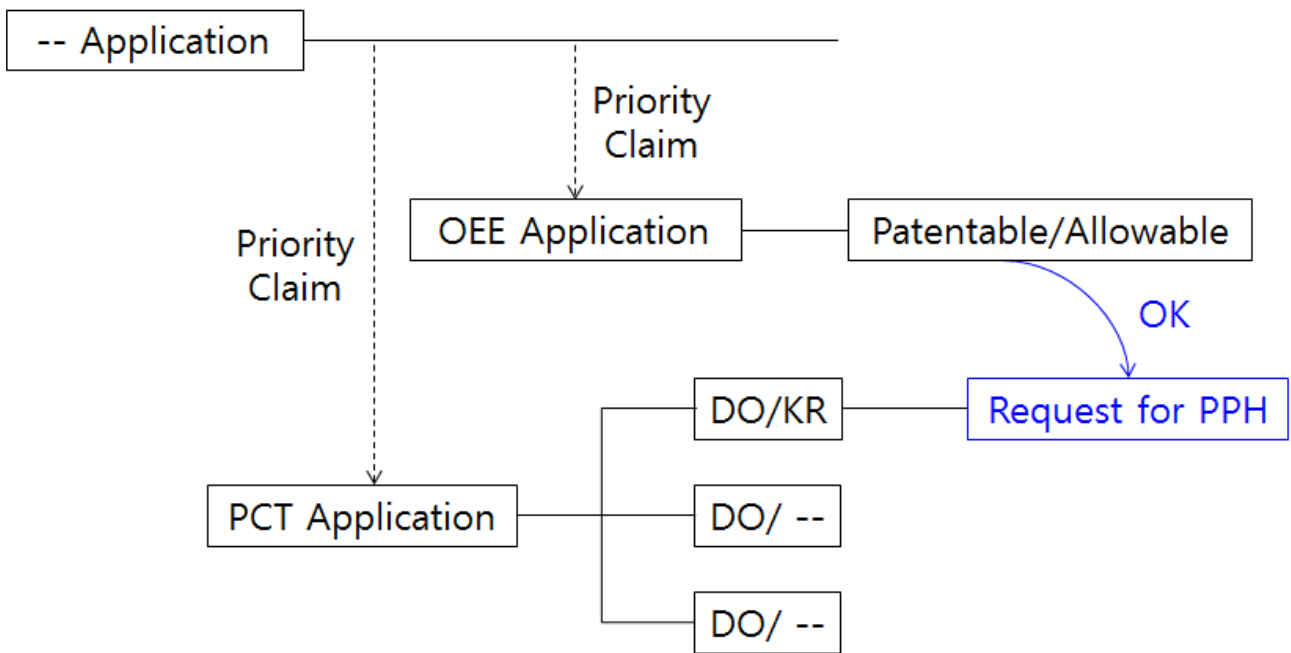 -- Application
Priority
Claim
OEE Application
Patentable/Allowable
Priority
Claim
OK
DO/KR
Request for PPH
PCT Application
DO/ --
DO/ --